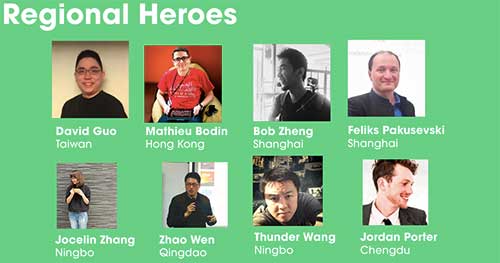 Regional Heroes
David Guo
Taiwan
Mathieu Bodin
Hong Kong
Bob Zheng
Shanghai
Feliks Pakusevski
Shanghai
Jocelin Zhang
Ningbo
Zhao Wen
Qingdao
Thunder Wang
Ningbo
Jordan Porter
Chengdu